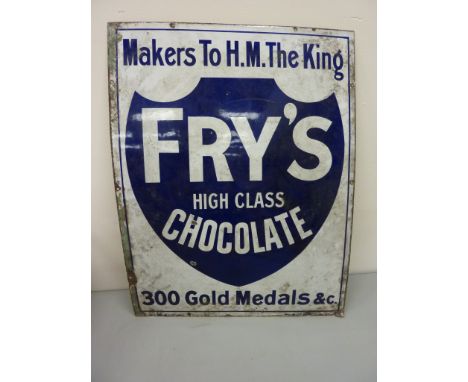 Makers To H.M. The King
FRY'S
HIGH CLASS
CHOCOLATE
300 Gold Medals &c.